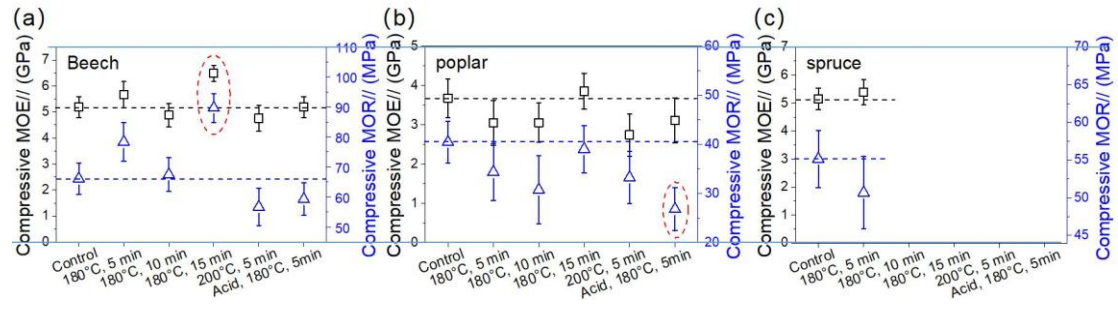 (a)
Compressive MOE// (GPa)
7
6
5
4
3
2
1
0
Beech
110
100
90
80
70
60
50
Compressive MOR// (MPa)
Control
180°C, 5 min
180°C, 10 min
180°C, 15 min
200°C, 5 min
Acid, 180°C, 5min
(b)
Compressive MOE// (GPa)
5
4
3
2
1
0
poplar
60
50
40
30
20
Compressive MOR// (MPa)
Control
180°C, 5 min
180°C, 10 min
180°C, 15 min
200°C, 5 min
Acid, 180°C, 5min
(c)
Compressive MOE// (GPa)
7
6
5
4
3
2
1
0
spruce
70
65
60
55
50
45
Compressive MOR// (MPa)
Control
180°C, 5 min
180°C, 10 min
180°C, 15 min
200°C, 5 min
Acid, 180°C, 5min